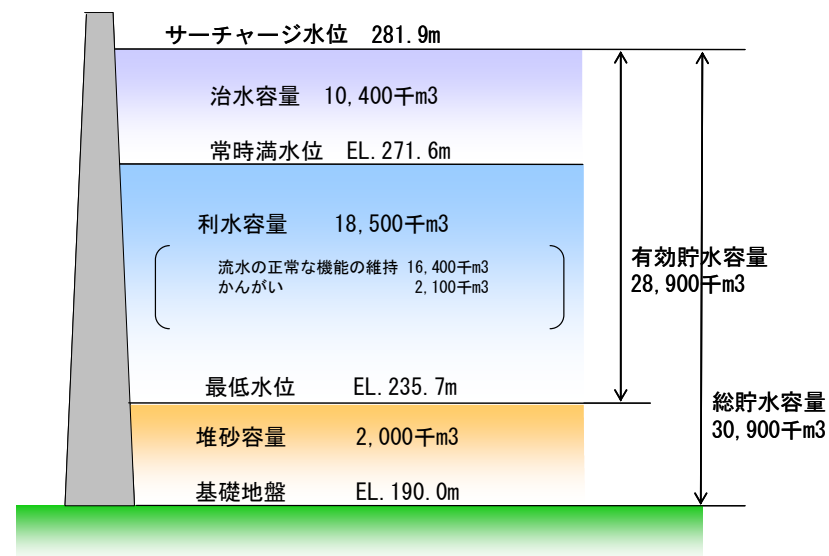 サーチャージ水位 281.9m
治水容量 10,400千m3
常時満水位 EL.271.6m
利水容量 18,500千m3
流水の正常な機能の維持 16,400千m3
かんがい 2,100千m3
有効貯水容量
28,900千m3
最低水位 EL.235.7m
総貯水容量
30,900千m3
堆砂容量 2,000千m3
基礎地盤 EL.190.0m